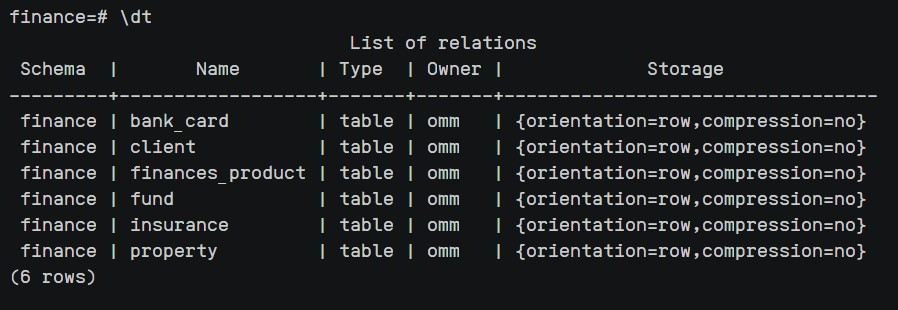 finance=# \dt
                               List of relations
 Schema  |       Name       | Type  | Owner |             Storage
---------+------------------+-------+-------+----------------------------------
 finance | bank_card        | table | omm   | {orientation=row,compression=no}
 finance | client           | table | omm   | {orientation=row,compression=no}
 finance | finances_product | table | omm   | {orientation=row,compression=no}
 finance | fund             | table | omm   | {orientation=row,compression=no}
 finance | insurance        | table | omm   | {orientation=row,compression=no}
 finance | property         | table | omm   | {orientation=row,compression=no}
(6 rows)